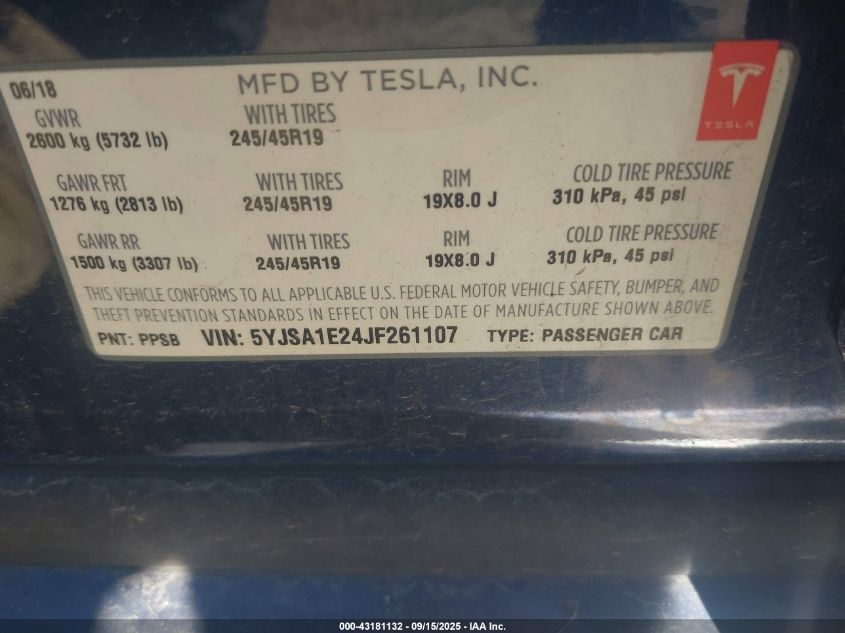 06/18 MFD BY TESLA, INC.
TESLA
GVWR WITH TIRES
2600 kg (5732 lb) 245/45R19
GAWR FRT WITH TIRES RIM COLD TIRE PRESSURE
1276 kg (2813 lb) 245/45R19 19X8.0 J 310 kPa, 45 psi
GAWR RR WITH TIRES RIM COLD TIRE PRESSURE
1500 kg (3307 lb) 245/45R19 19X8.0 J 310 kPa, 45 psi
THIS VEHICLE CONFORMS TO ALL APPLICABLE U.S. FEDERAL MOTOR VEHICLE SAFETY, BUMPER, AND
THEFT PREVENTION STANDARDS IN EFFECT ON THE DATE OF MANUFACTURE SHOWN ABOVE.
PNT: PPSB VIN: 5YJSA1E24JF261107 TYPE: PASSENGER CAR
000-43181132 - 09/15/2025 - IAA Inc.